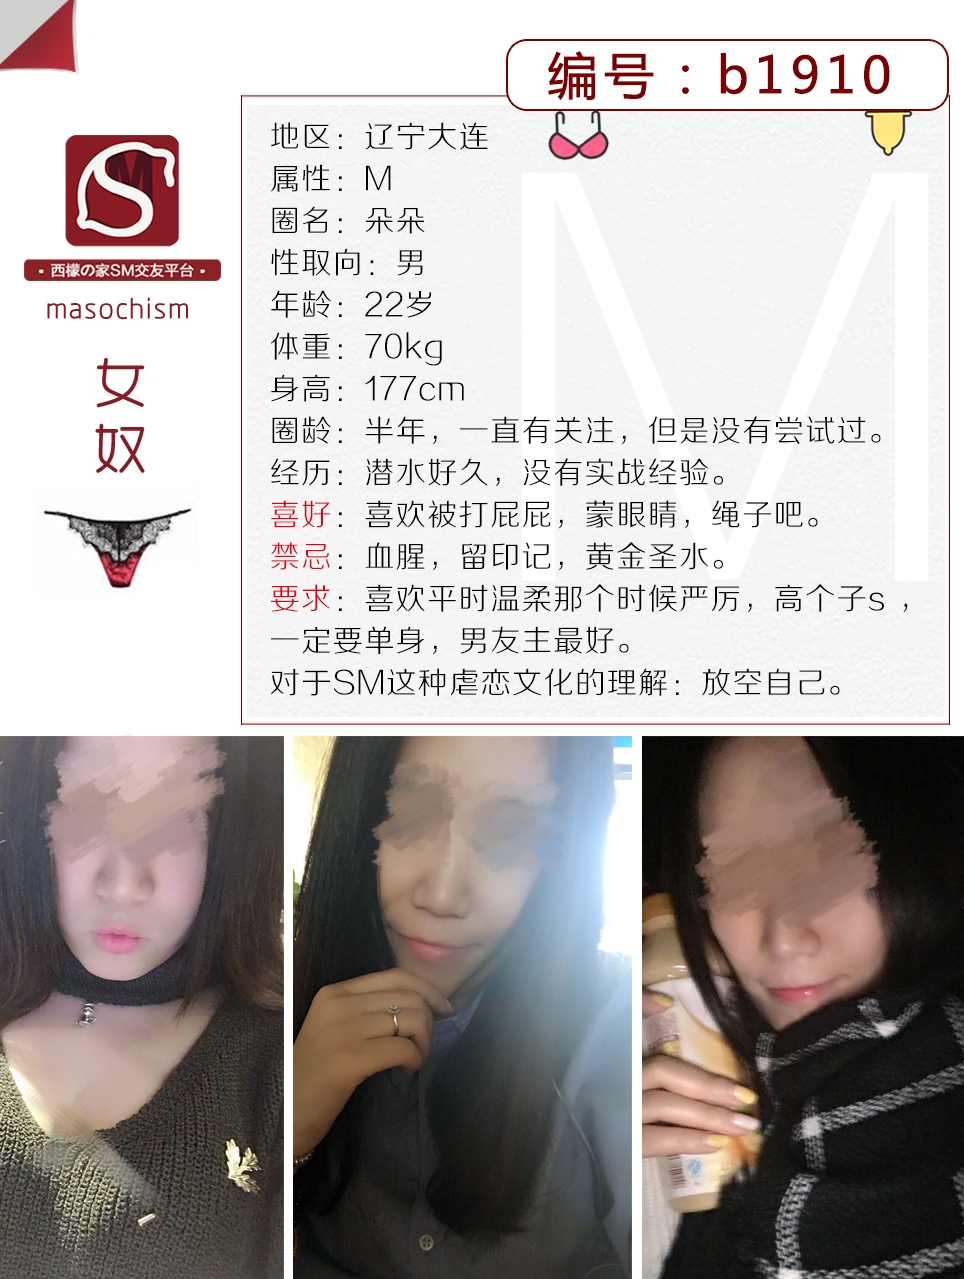 编号：b1910
地区：辽宁大连
属性：M
圈名：朵朵
性取向：男
年龄：22岁
体重：70kg
身高：177cm
圈龄：半年，一直有关注，但是没有尝试过。
经历：潜水好久，没有实战经验。
喜好：喜欢被打屁屁，蒙眼睛，绳子吧。
禁忌：血腥，留印记，黄金圣水。
要求：喜欢平时温柔那个时候严厉，高个子s ，
一定要单身，男友主最好。
对于SM这种虐恋文化的理解：放空自己。
SM
·西檬の家SM交友平台·
masochism
女
奴
M